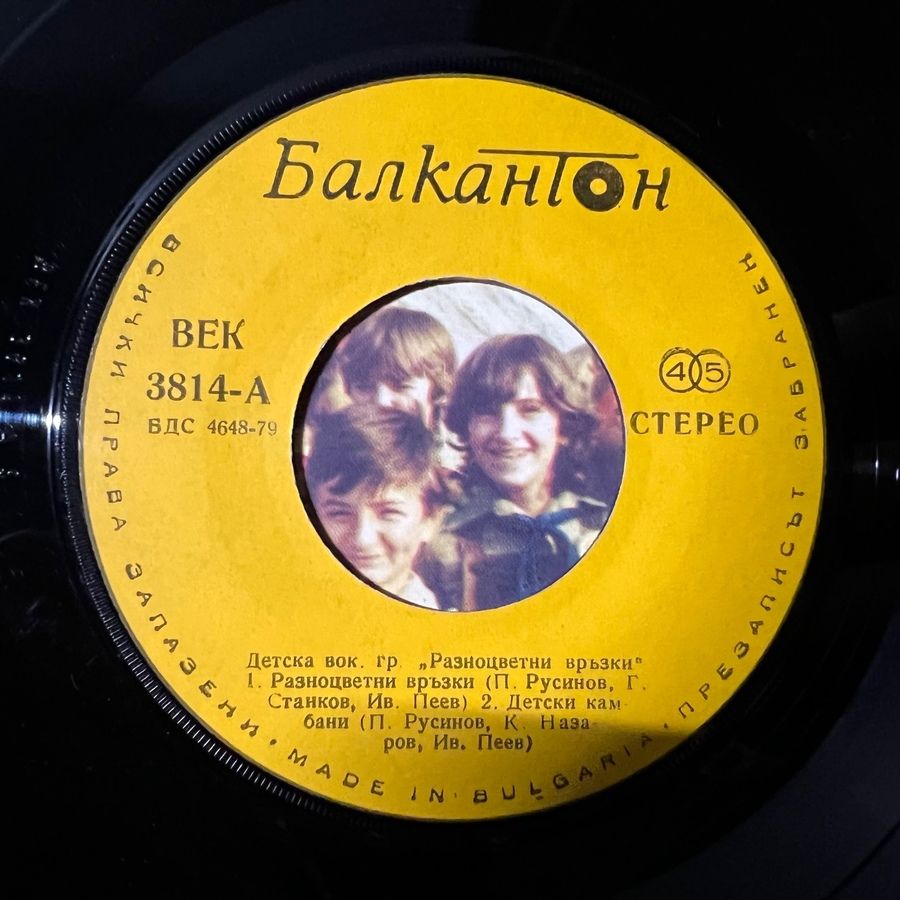 Балкантон
ВЕК
3814-А
БДС 4648-79
45
СТЕРЕО
Детска вок. гр. „Разноцветни връзки“
1. Разноцветни връзки (П. Русинов, Г.
Станков, Ив. Пеев) 2. Детски кам-
бани (П. Русинов, К. Наза-
ров, Ив. Пеев)
ВСИЧКИ ПРАВА ЗАПАЗЕНИ • MADE IN BULGARIA • ПРЕЗАПИСЪТ ЗАБРАНЕН